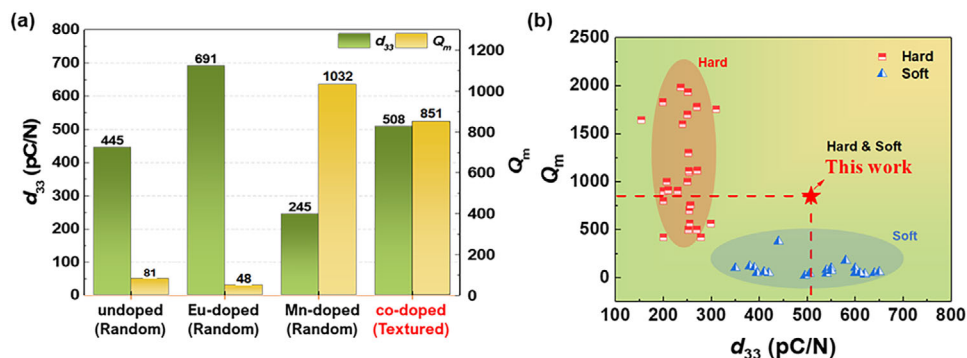 (a)
800
700
600
500
400
300
200
100
0
d33 (pC/N)
d33
Qm
1200
1000
800
600
400
200
0
Qm
445
81
691
48
245
1032
508
851
undoped
(Random)
Eu-doped
(Random)
Mn-doped
(Random)
co-doped
(Textured)
(b)
2500
2000
1500
1000
500
0
Qm
Hard
Hard
Soft
Hard & Soft
This work
Soft
100 200 300 400 500 600 700 800
d33 (pC/N)